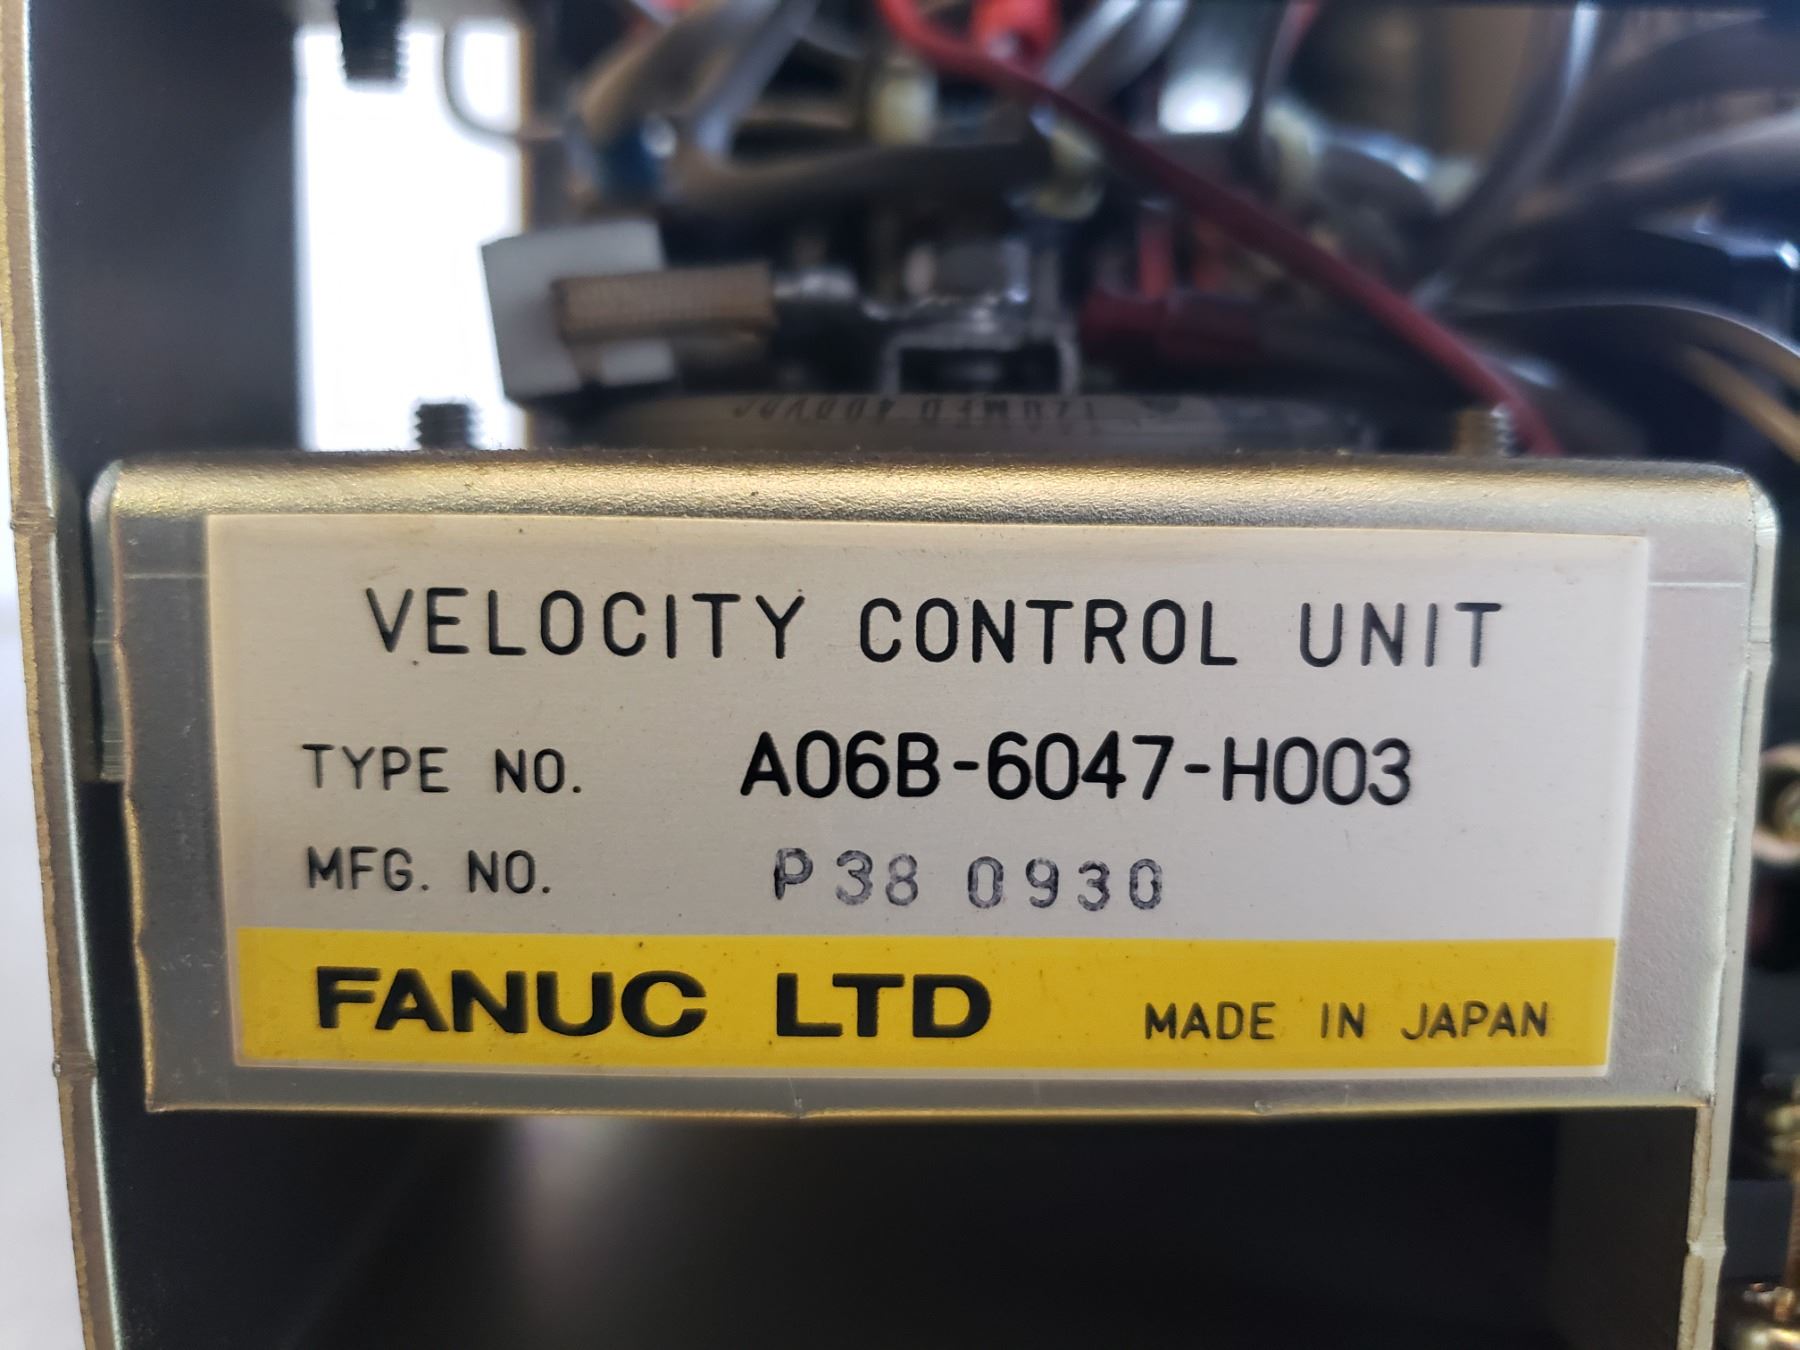 VELOCITY CONTROL UNIT
TYPE NO. A06B-6047-H003
MFG. NO. P38 0930
FANUC LTD MADE IN JAPAN